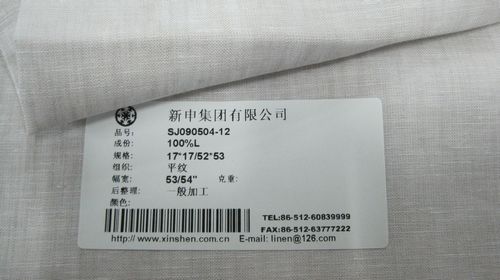 新申集团有限公司
品号: SJ090504-12
成份: 100%L
规格: 17*17/52*53
组织: 平纹
幅宽: 53/54" 克重:
后整理: 一般加工
颜色:
TEL:86-512-60839999
FAX:86-512-63777222
http://www.xinshen.com.cn E-mail: linen@126.com